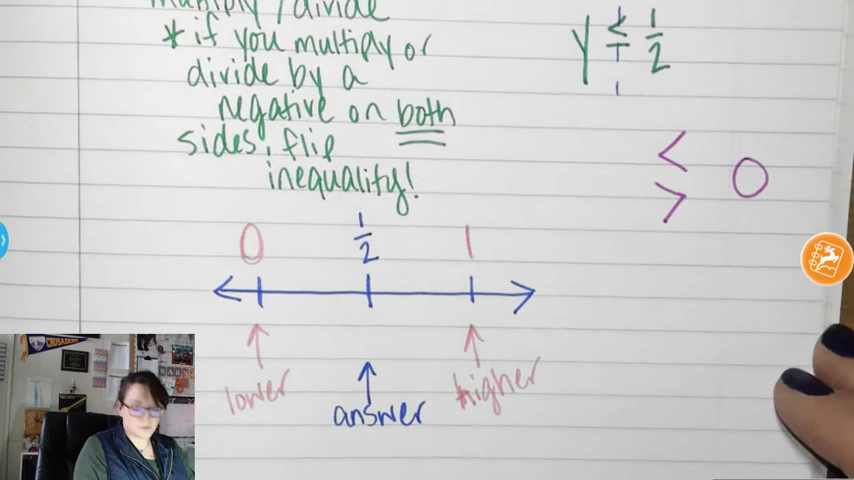 multiply / divide
* if you multiply or
divide by a
negative on both
sides, flip
inequality!
y ≤ 1/2
<
> O
0 1/2 1
lower answer higher
CRUSADERS